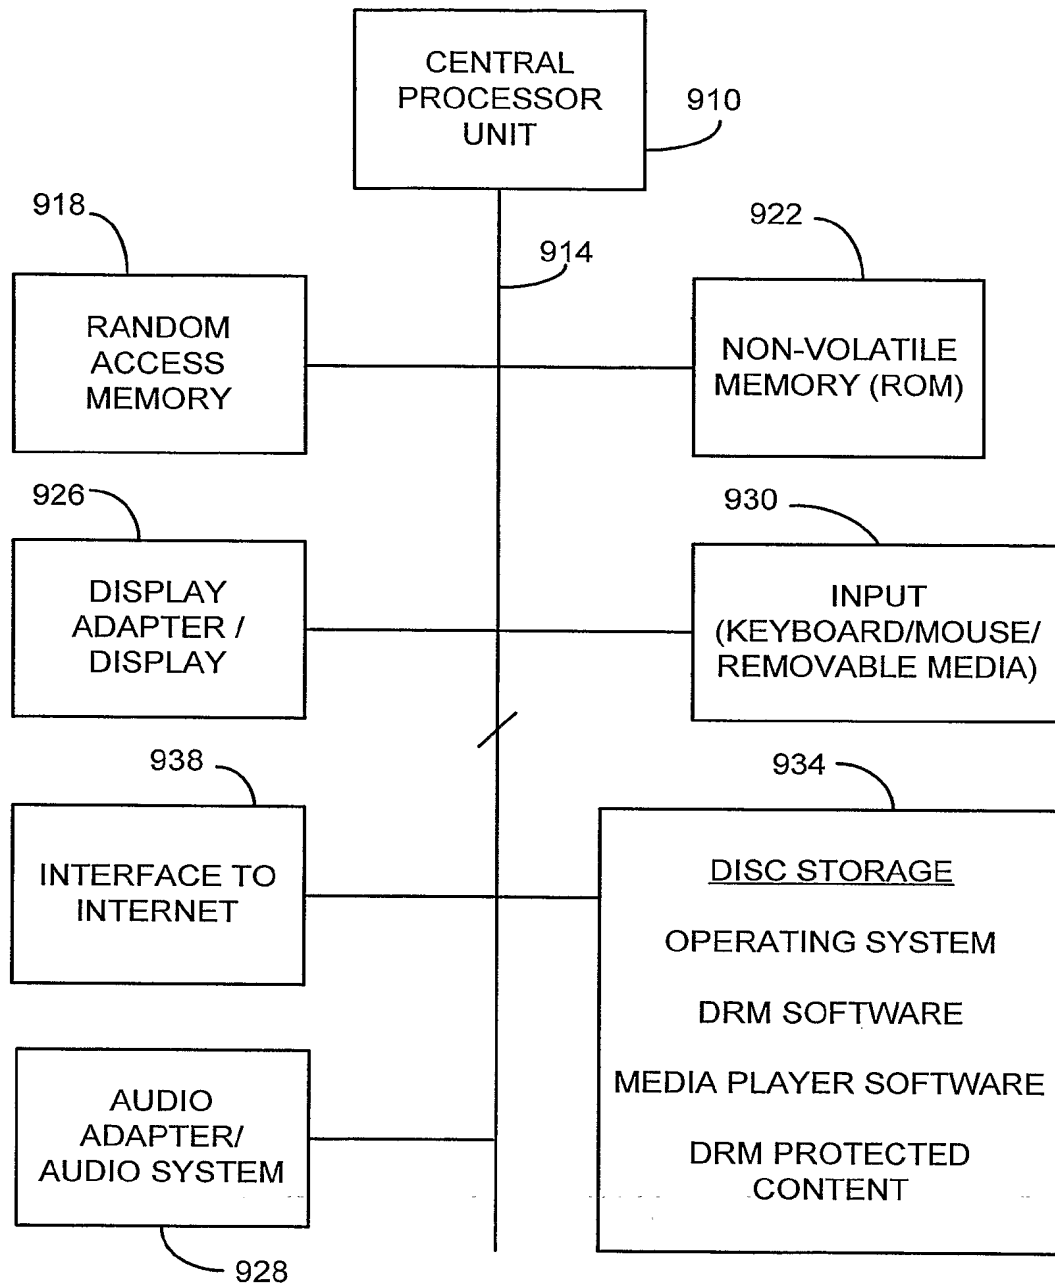 CENTRAL
PROCESSOR
UNIT
910
918
914
922
RANDOM
ACCESS
MEMORY
NON-VOLATILE
MEMORY (ROM)
926
930
DISPLAY
ADAPTER /
DISPLAY
INPUT
(KEYBOARD/MOUSE/
REMOVABLE MEDIA)
938
934
INTERFACE TO
INTERNET
DISC STORAGE
OPERATING SYSTEM
DRM SOFTWARE
MEDIA PLAYER SOFTWARE
DRM PROTECTED
CONTENT
AUDIO
ADAPTER/
AUDIO SYSTEM
928